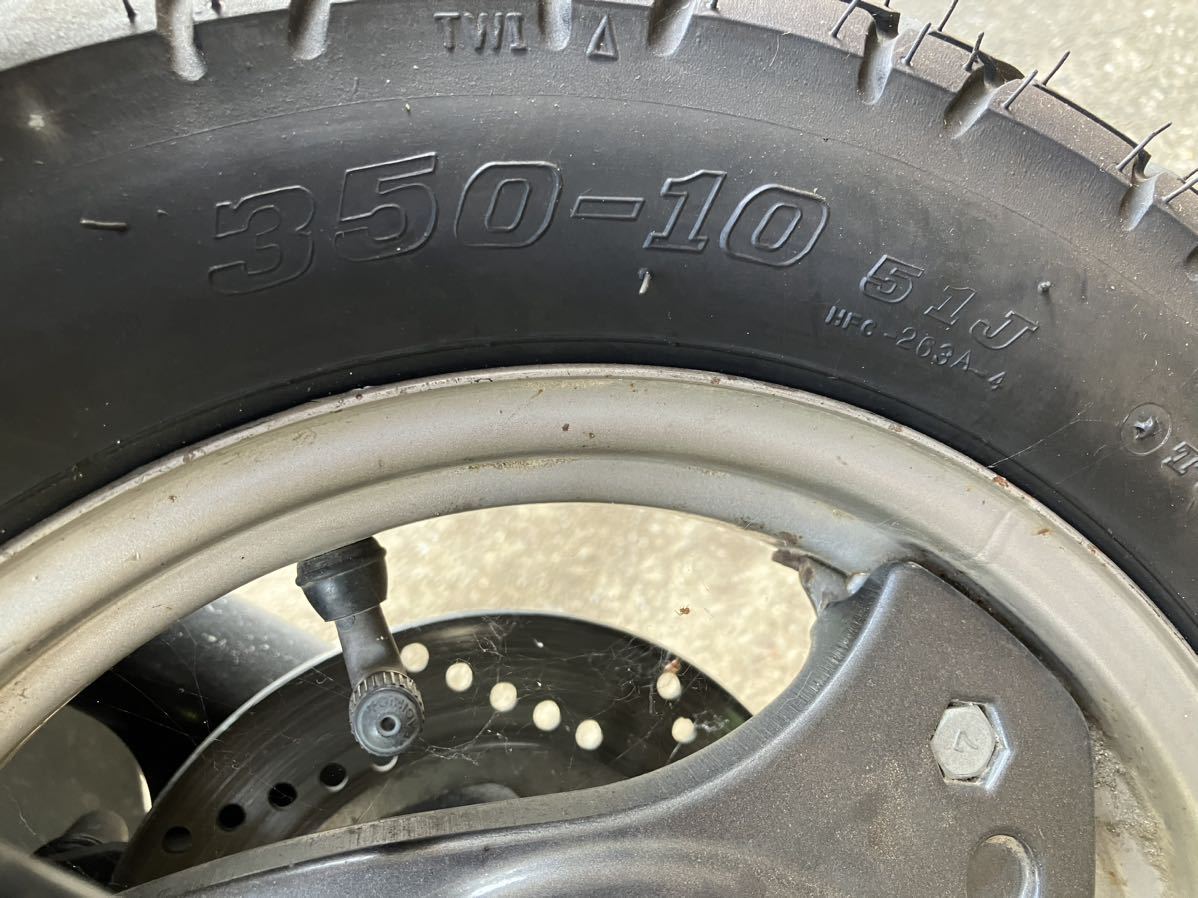 TWI Δ
350-10
51J
HFC-263A-4